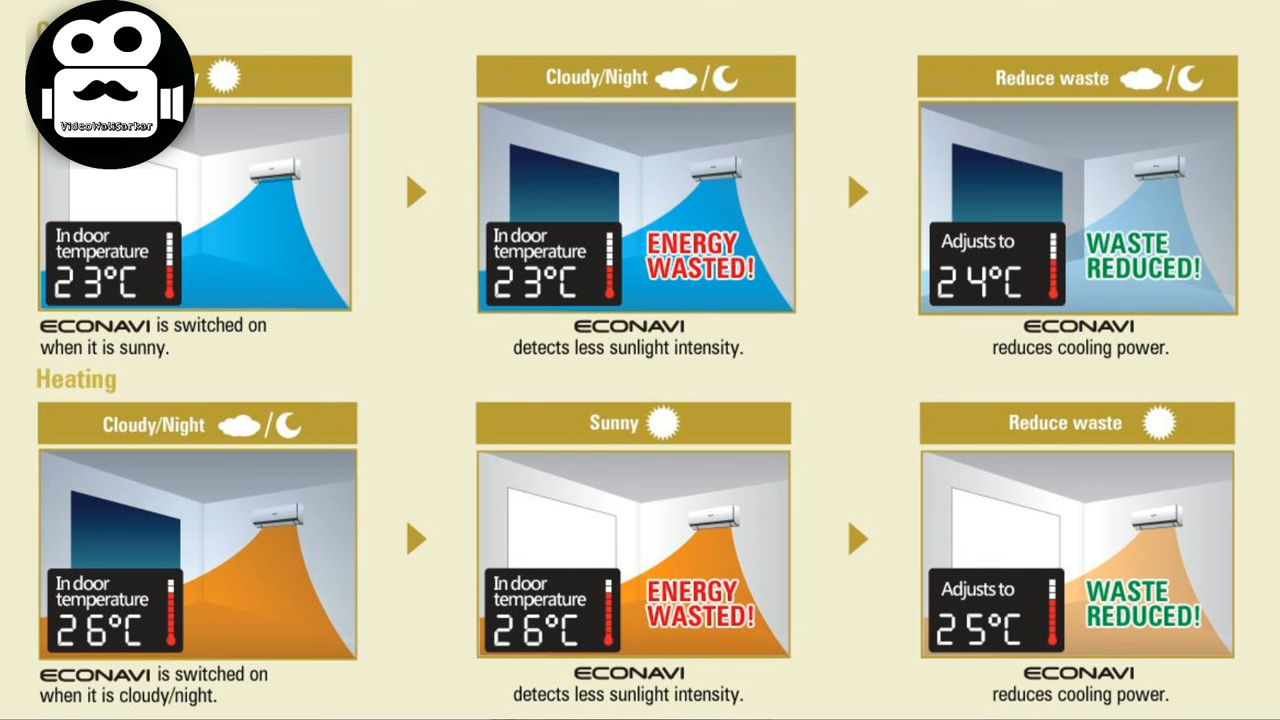 VideoWaliSarkar
Cloudy/Night
Reduce waste
In door
temperature
23°C
In door
temperature
23°C
ENERGY
WASTED!
Adjusts to
24°C
WASTE
REDUCED!
ECONAVI is switched on
when it is sunny.
ECONAVI
detects less sunlight intensity.
ECONAVI
reduces cooling power.
Heating
Cloudy/Night
Sunny
Reduce waste
In door
temperature
26°C
In door
temperature
26°C
ENERGY
WASTED!
Adjusts to
25°C
WASTE
REDUCED!
ECONAVI is switched on
when it is cloudy/night.
ECONAVI
detects less sunlight intensity.
ECONAVI
reduces cooling power.